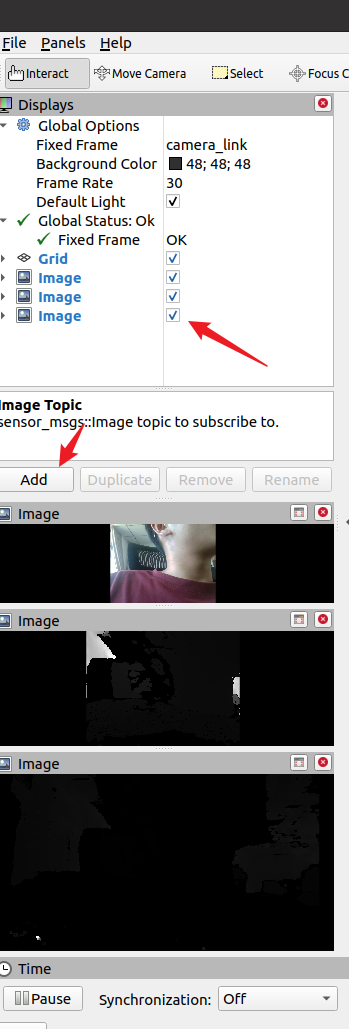 File Panels Help
Interact Move Camera Select Focus C
Displays
Global Options
Fixed Frame camera_link
Background Color 48; 48; 48
Frame Rate 30
Default Light
Global Status: Ok
Fixed Frame OK
Grid
Image
Image
Image
Image Topic
sensor_msgs::Image topic to subscribe to.
Add Duplicate Remove Rename
Image
Image
Image
Time
Pause Synchronization: Off